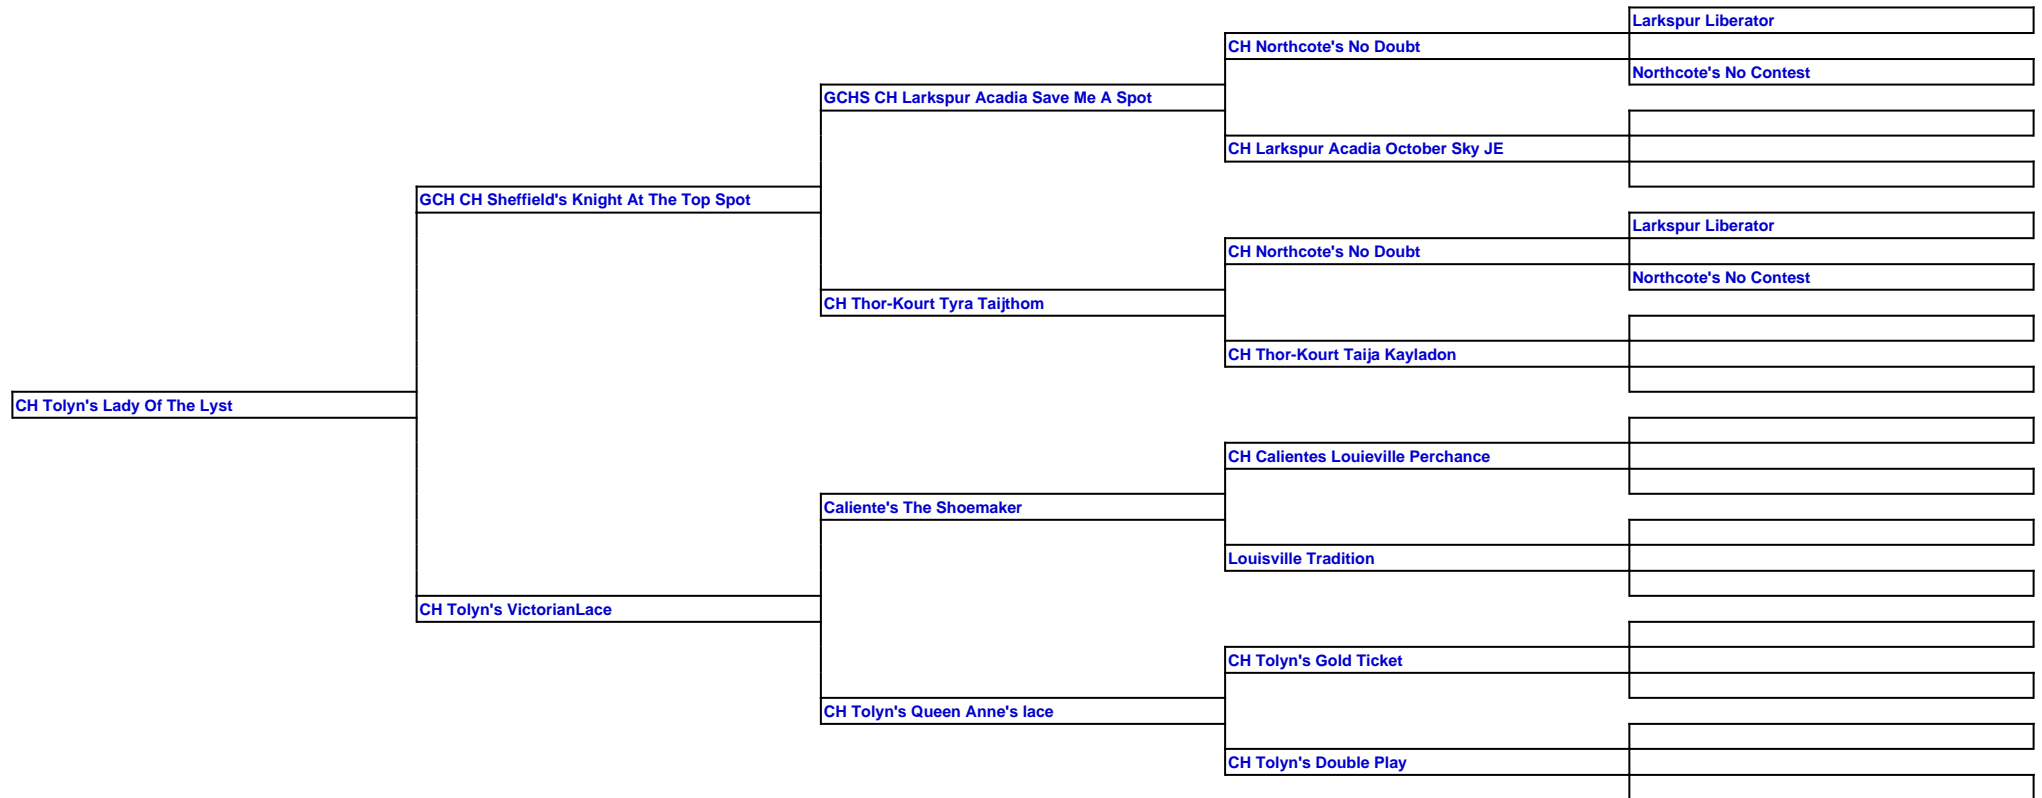 Larkspur Liberator
CH Northcote's No Doubt
Northcote's No Contest
GCHS CH Larkspur Acadia Save Me A Spot
CH Larkspur Acadia October Sky JE
GCH CH Sheffield's Knight At The Top Spot
Larkspur Liberator
CH Northcote's No Doubt
Northcote's No Contest
CH Thor-Kourt Tyra Taijthom
CH Thor-Kourt Taija Kayladon
CH Tolyn's Lady Of The Lyst
CH Calientes Louieville Perchance
Caliente's The Shoemaker
Louisville Tradition
CH Tolyn's VictorianLace
CH Tolyn's Gold Ticket
CH Tolyn's Queen Anne's lace
CH Tolyn's Double Play